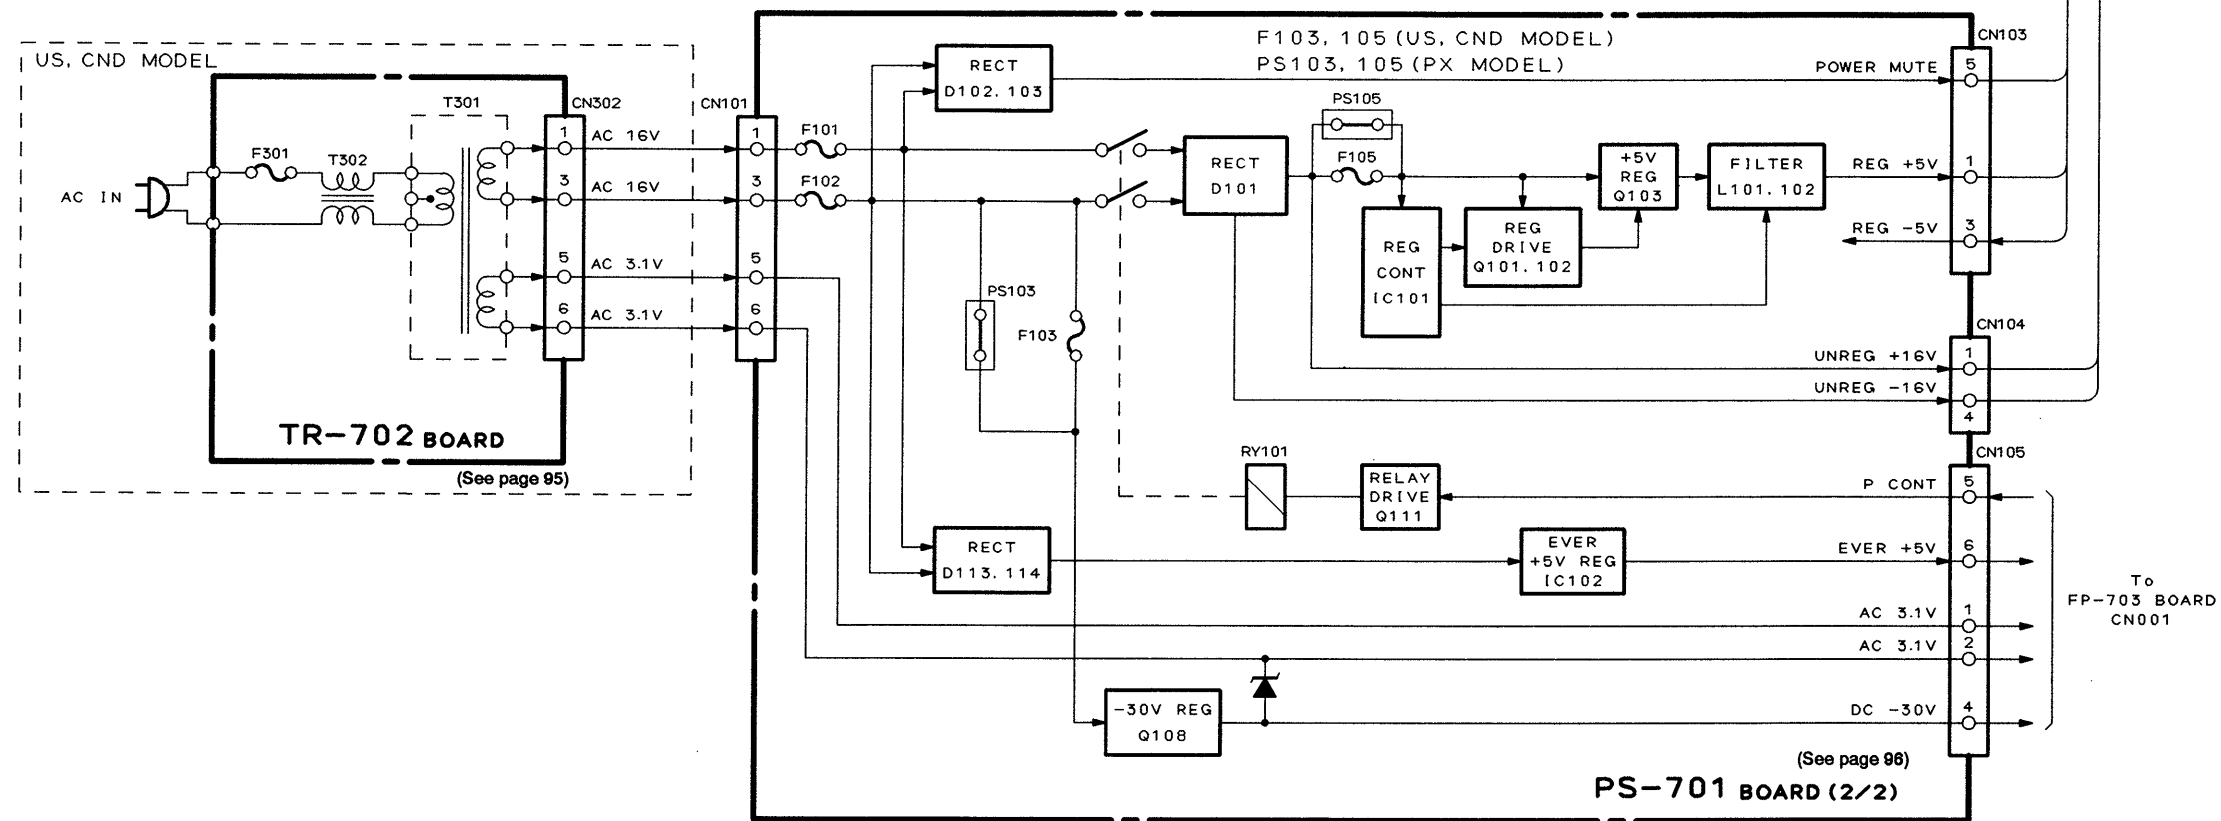 US, CND MODEL
AC IN
F301
T302
T301
CN302
1
3
5
6
AC 16V
AC 16V
AC 3.1V
AC 3.1V
TR-702 BOARD
(See page 95)
CN101
1
3
5
6
F101
F102
RECT
D102.103
F103, 105 (US, CND MODEL)
PS103, 105 (PX MODEL)
PS103
F103
RECT
D101
PS105
F105
REG
CONT
IC101
REG
DRIVE
Q101.102
+5V
REG
Q103
FILTER
L101.102
POWER MUTE
REG +5V
REG -5V
CN103
5
1
3
UNREG +16V
UNREG -16V
CN104
1
4
RY101
RELAY
DRIVE
Q111
P CONT
CN105
5
RECT
D113.114
EVER
+5V REG
IC102
EVER +5V
6
AC 3.1V
1
AC 3.1V
2
-30V REG
Q108
DC -30V
4
To
FP-703 BOARD
CN001
(See page 96)
PS-701 BOARD (2/2)